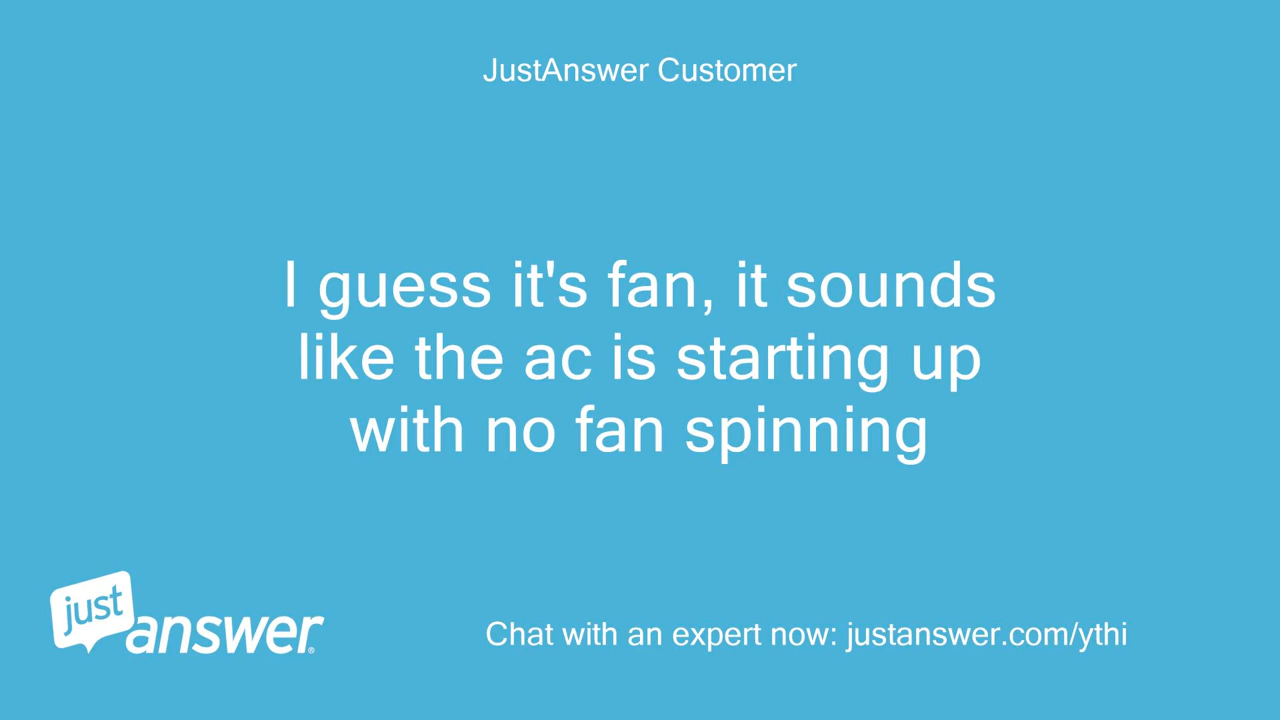 JustAnswer Customer
I guess it's fan, it sounds
like the ac is starting up
with no fan spinning
just
answer®
Chat with an expert now: justanswer.com/ythi